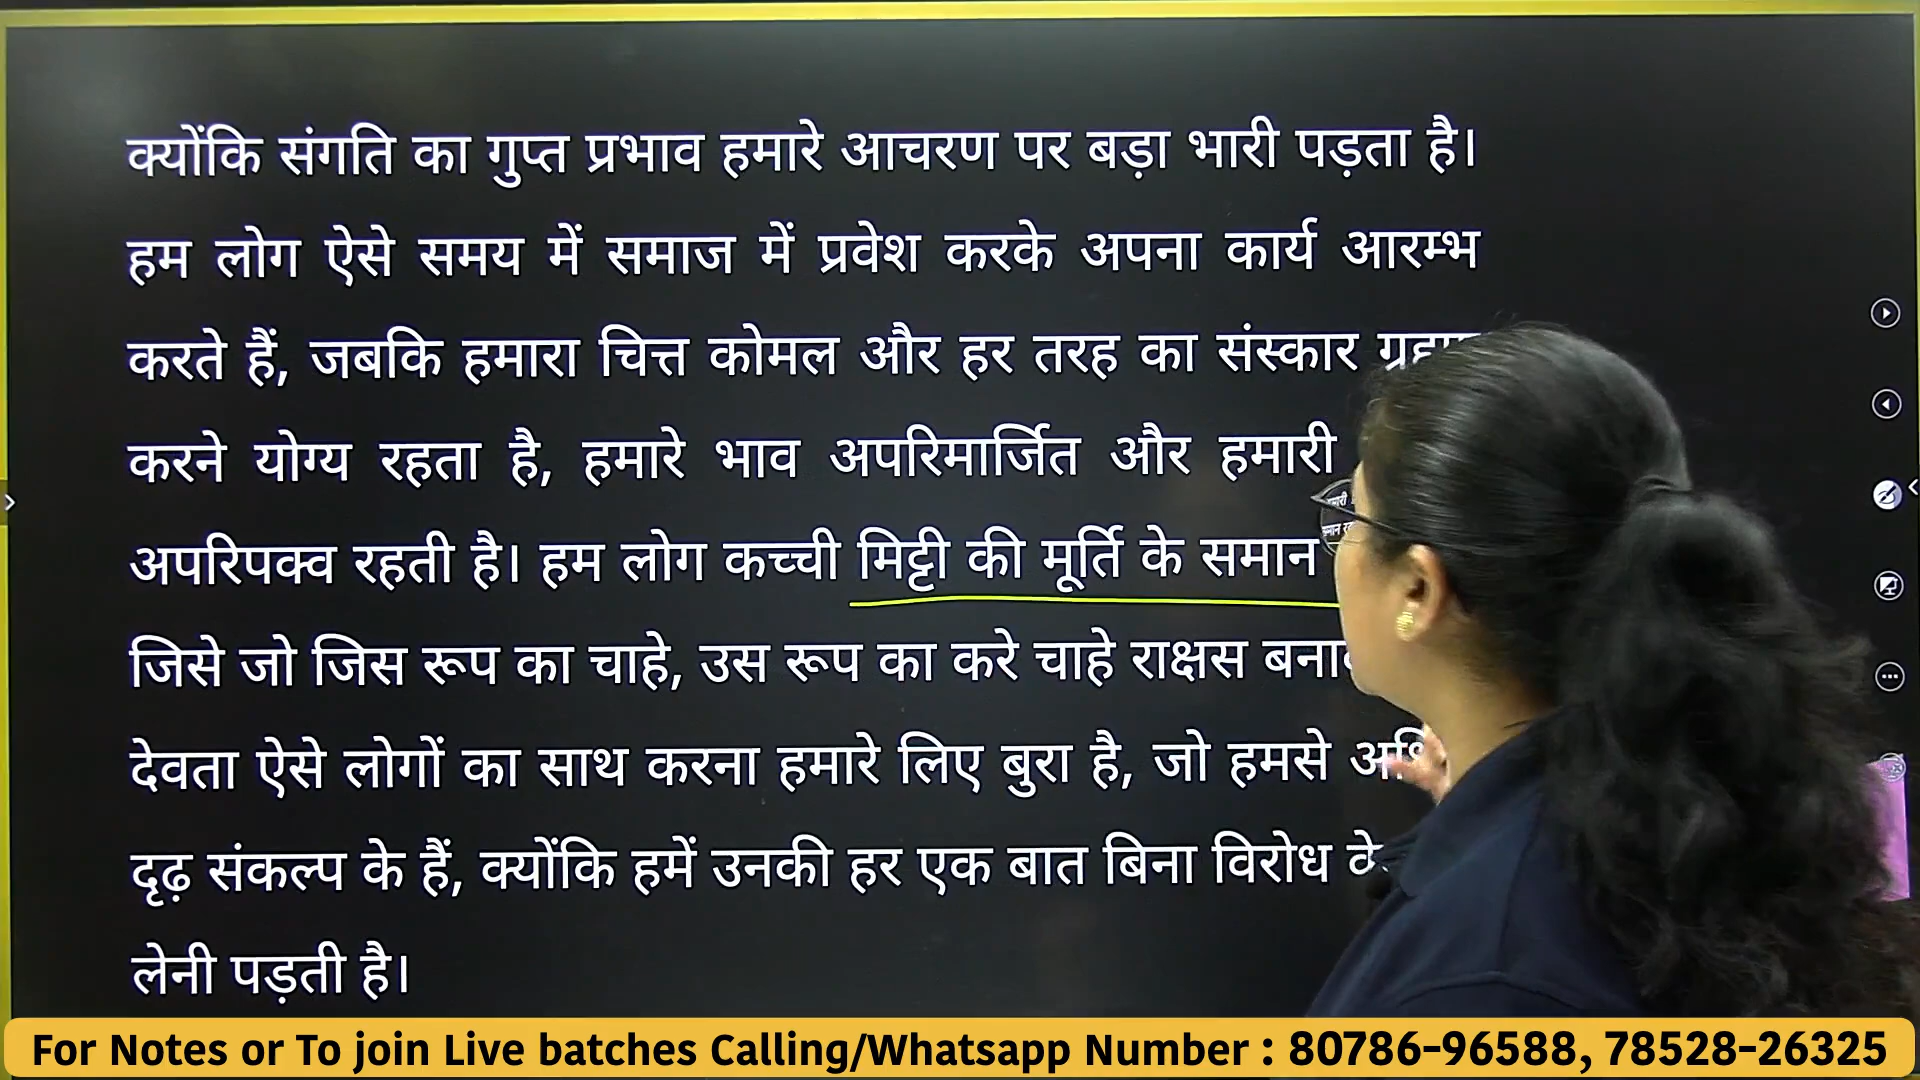 क्योंकि संगति का गुप्त प्रभाव हमारे आचरण पर बड़ा भारी पड़ता है।
हम लोग ऐसे समय में समाज में प्रवेश करके अपना कार्य आरम्भ
करते हैं, जबकि हमारा चित्त कोमल और हर तरह का संस्कार
करने योग्य रहता है, हमारे भाव अपरिमार्जित और हमारी
अपरिपक्व रहती है। हम लोग कच्ची मिट्टी की मूर्ति के समान
जिसे जो जिस रूप का चाहे, उस रूप का करे चाहे राक्षस
देवता ऐसे लोगों का साथ करना हमारे लिए बुरा है, जो हमसे
दृढ़ संकल्प के हैं, क्योंकि हमें उनकी हर एक बात बिना विरोध
लेनी पड़ती है।
For Notes or To join Live batches Calling/Whatsapp Number : 80786-96588, 78528-26325